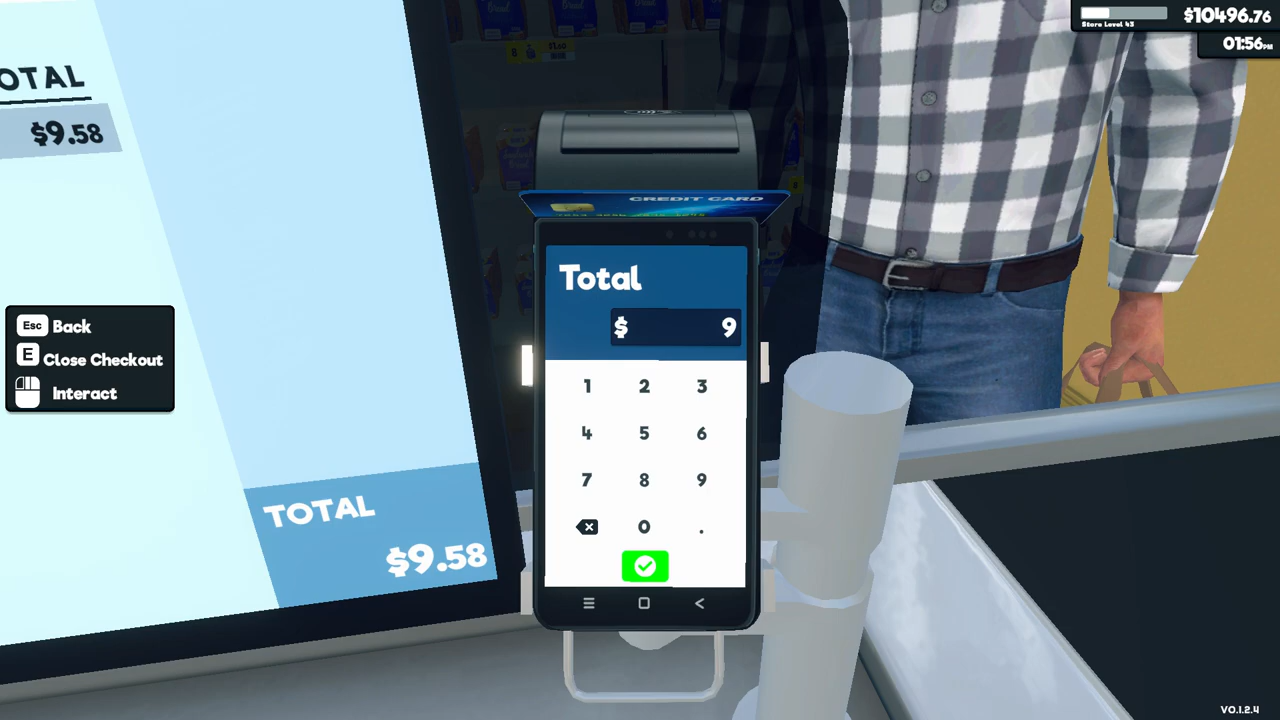 $10496.76
Store Level 43
01:56PM
OTAL
$9.58
CREDIT CARD
Total
$ 9
Esc Back
E Close Checkout
Interact
1 2 3
4 5 6
7 8 9
0 .
TOTAL
$9.58
V0.1.2.4